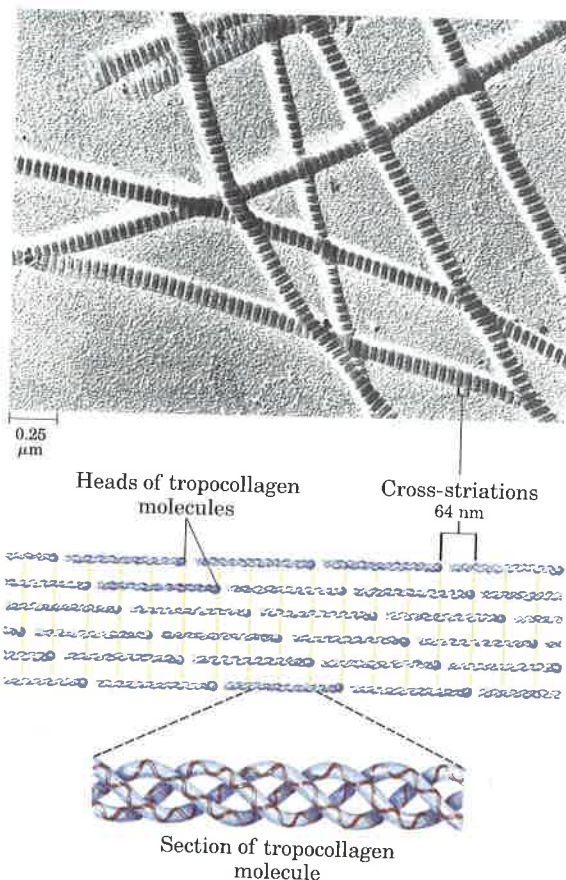 0.25
μm
Heads of tropocollagen
molecules
Cross-striations
64 nm
Section of tropocollagen
molecule